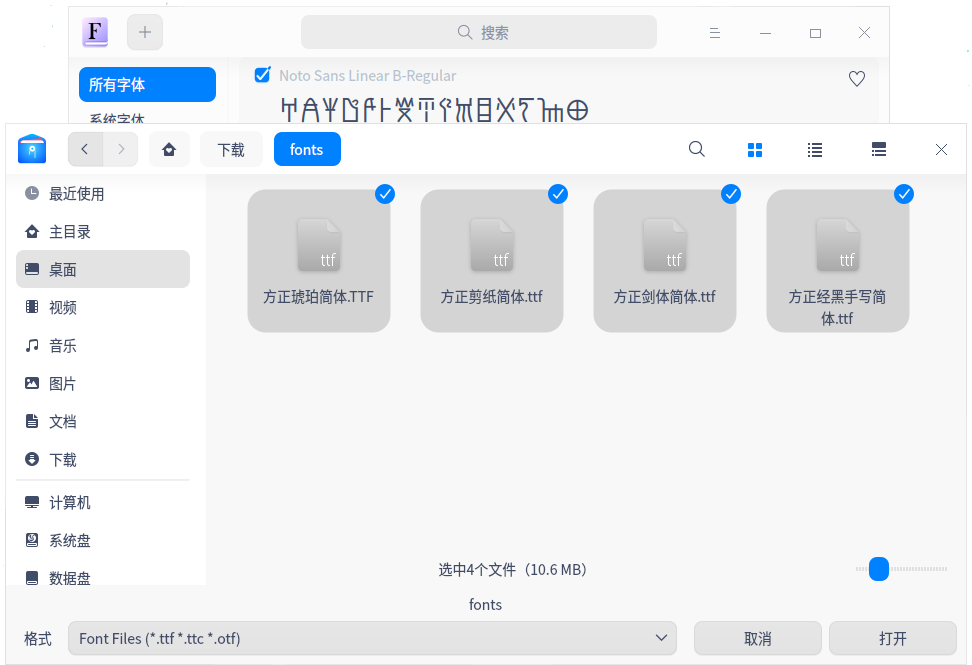 F
搜索
所有字体
Noto Sans Linear B-Regular
系统字体
下载
fonts
最近使用
主目录
桌面
视频
音乐
图片
文档
下载
计算机
系统盘
数据盘
ttf
方正琥珀简体.TTF
ttf
方正剪纸简体.ttf
ttf
方正剑体简体.ttf
ttf
方正经黑手写简
体.ttf
选中4个文件（10.6 MB）
fonts
格式
Font Files (*.ttf *.ttc *.otf)
取消
打开